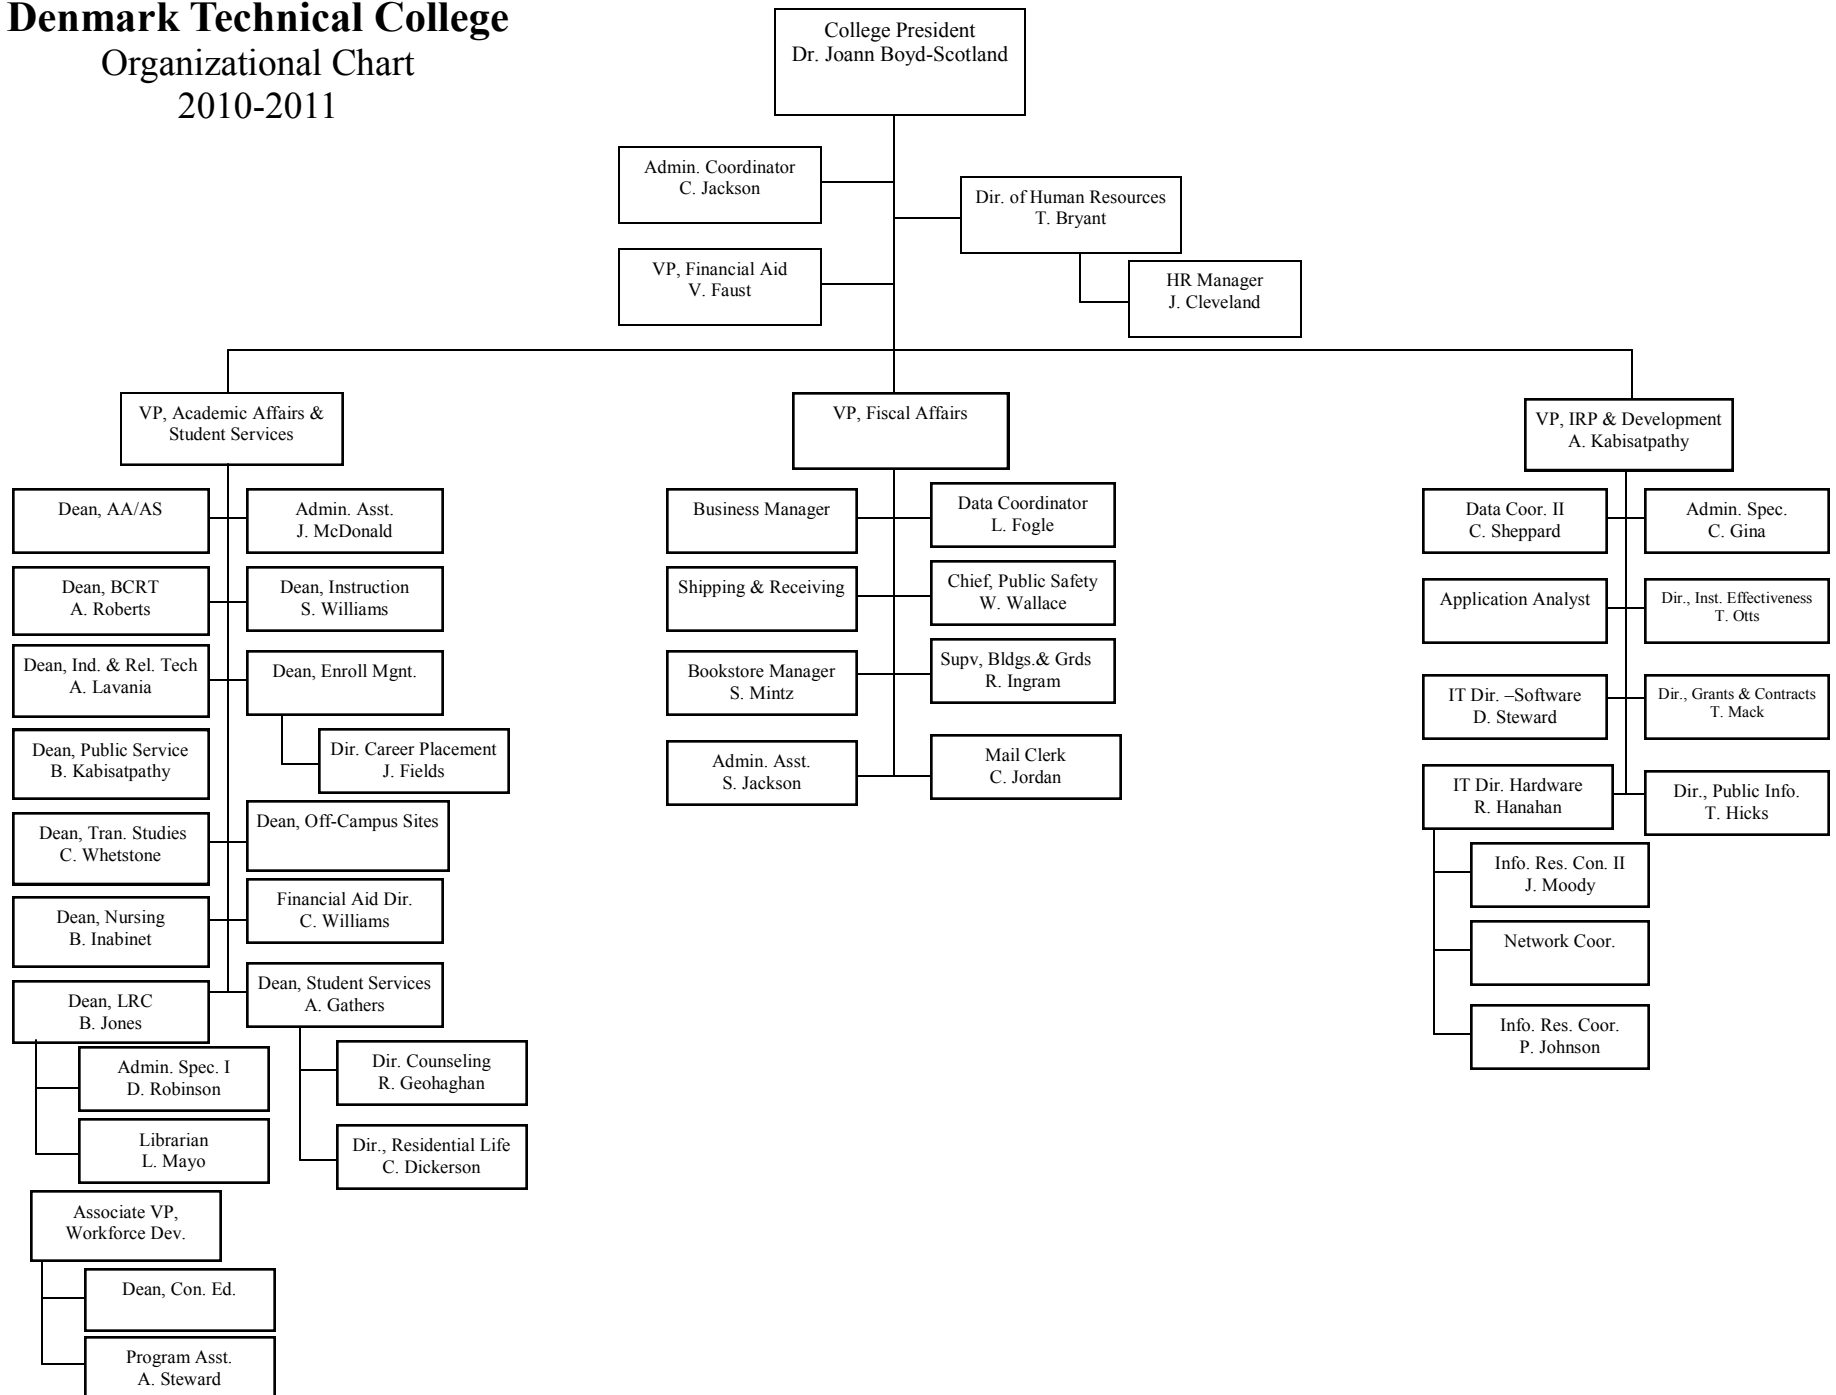 Denmark Technical College
Organizational Chart
2010-2011
College President
Dr. Joann Boyd-Scotland
Admin. Coordinator
C. Jackson
Dir. of Human Resources
T. Bryant
VP, Financial Aid
V. Faust
HR Manager
J. Cleveland
VP, Academic Affairs &
Student Services
VP, Fiscal Affairs
VP, IRP & Development
A. Kabisatpathy
Dean, AA/AS
Admin. Asst.
J. McDonald
Dean, BCRT
A. Roberts
Dean, Instruction
S. Williams
Dean, Ind. & Rel. Tech
A. Lavania
Dean, Enroll Mgnt.
Dir. Career Placement
J. Fields
Dean, Public Service
B. Kabisatpathy
Dean, Tran. Studies
C. Whetstone
Dean, Off-Campus Sites
Dean, Nursing
B. Inabinet
Financial Aid Dir.
C. Williams
Dean, LRC
B. Jones
Dean, Student Services
A. Gathers
Admin. Spec. I
D. Robinson
Librarian
L. Mayo
Dir. Counseling
R. Geohaghan
Dir., Residential Life
C. Dickerson
Associate VP,
Workforce Dev.
Dean, Con. Ed.
Program Asst.
A. Steward
Business Manager
Data Coordinator
L. Fogle
Shipping & Receiving
Chief, Public Safety
W. Wallace
Bookstore Manager
S. Mintz
Supv, Bldgs.& Grds
R. Ingram
Admin. Asst.
S. Jackson
Mail Clerk
C. Jordan
Data Coor. II
C. Sheppard
Admin. Spec.
C. Gina
Application Analyst
Dir., Inst. Effectiveness
T. Otts
IT Dir. –Software
D. Steward
Dir., Grants & Contracts
T. Mack
IT Dir. Hardware
R. Hanahan
Dir., Public Info.
T. Hicks
Info. Res. Con. II
J. Moody
Network Coor.
Info. Res. Coor.
P. Johnson